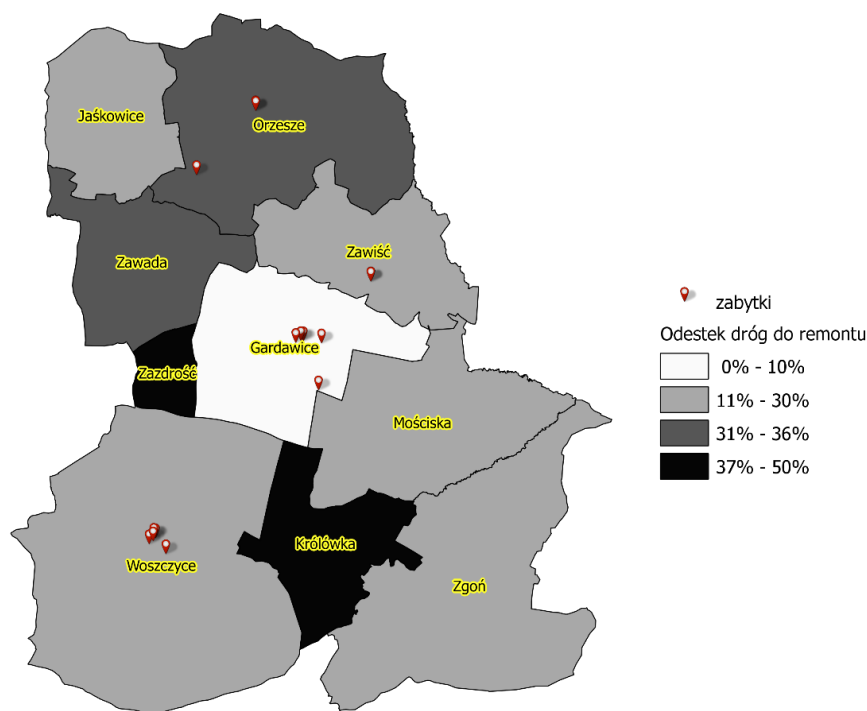 Jaśkowice
Orzesze
Zawiść
Zawada
Gardawice
Zazdrość
Mościska
Królówka
Woszczyce
Zgoń
zabytki
Odestek dróg do remontu
0% - 10%
11% - 30%
31% - 36%
37% - 50%